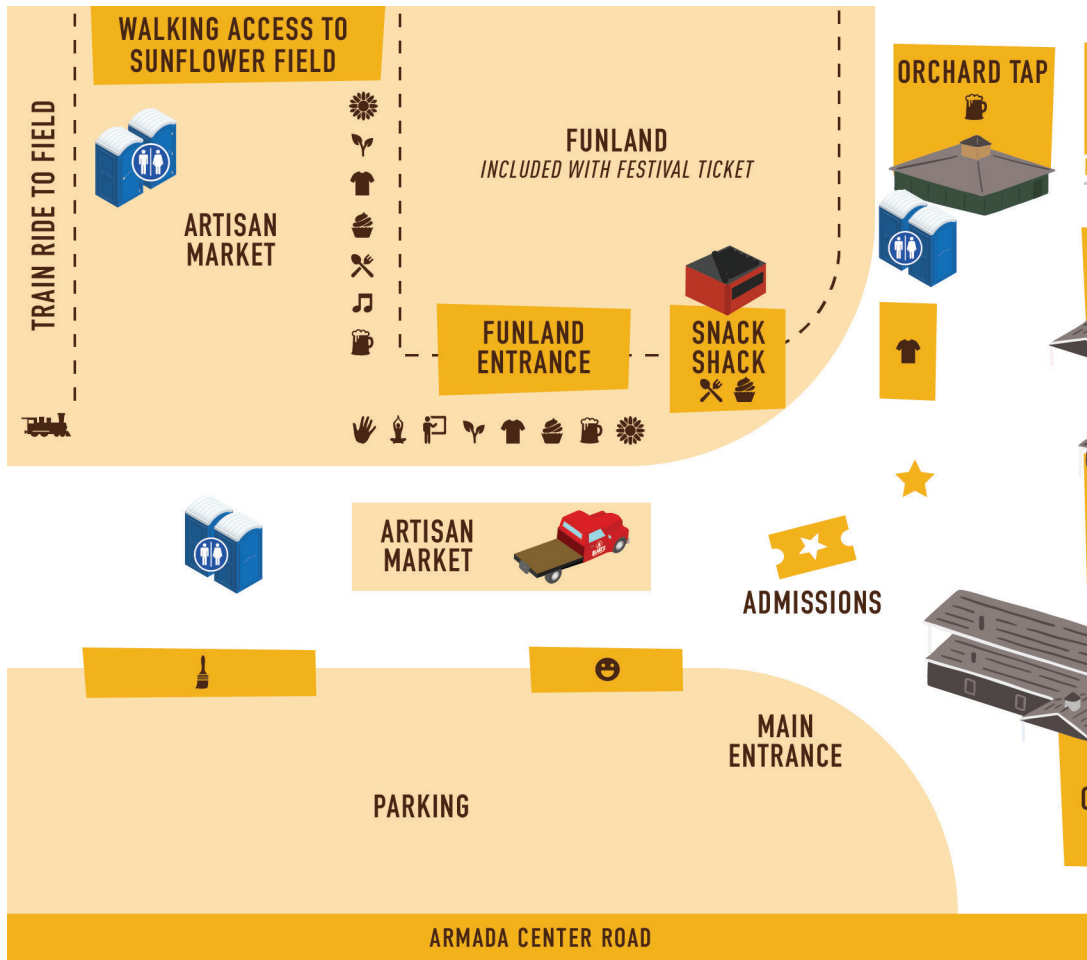 WALKING ACCESS TO
SUNFLOWER FIELD
TRAIN RIDE TO FIELD
ARTISAN
MARKET
FUNLAND
INCLUDED WITH FESTIVAL TICKET
ORCHARD TAP
FUNLAND
ENTRANCE
SNACK
SHACK
ARTISAN
MARKET
ADMISSIONS
MAIN
ENTRANCE
PARKING
ARMADA CENTER ROAD